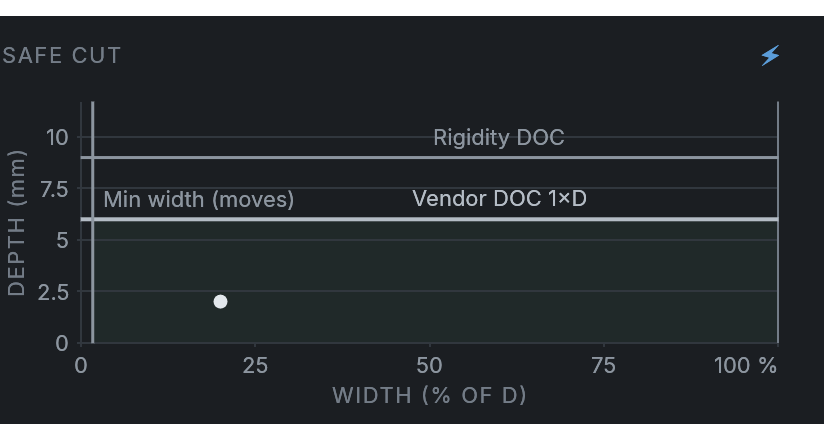 SAFE CUT
Rigidity DOC
Min width (moves)
Vendor DOC 1×D
DEPTH (mm)
10
7.5
5
2.5
0
0 25 50 75 100 %
WIDTH (% OF D)